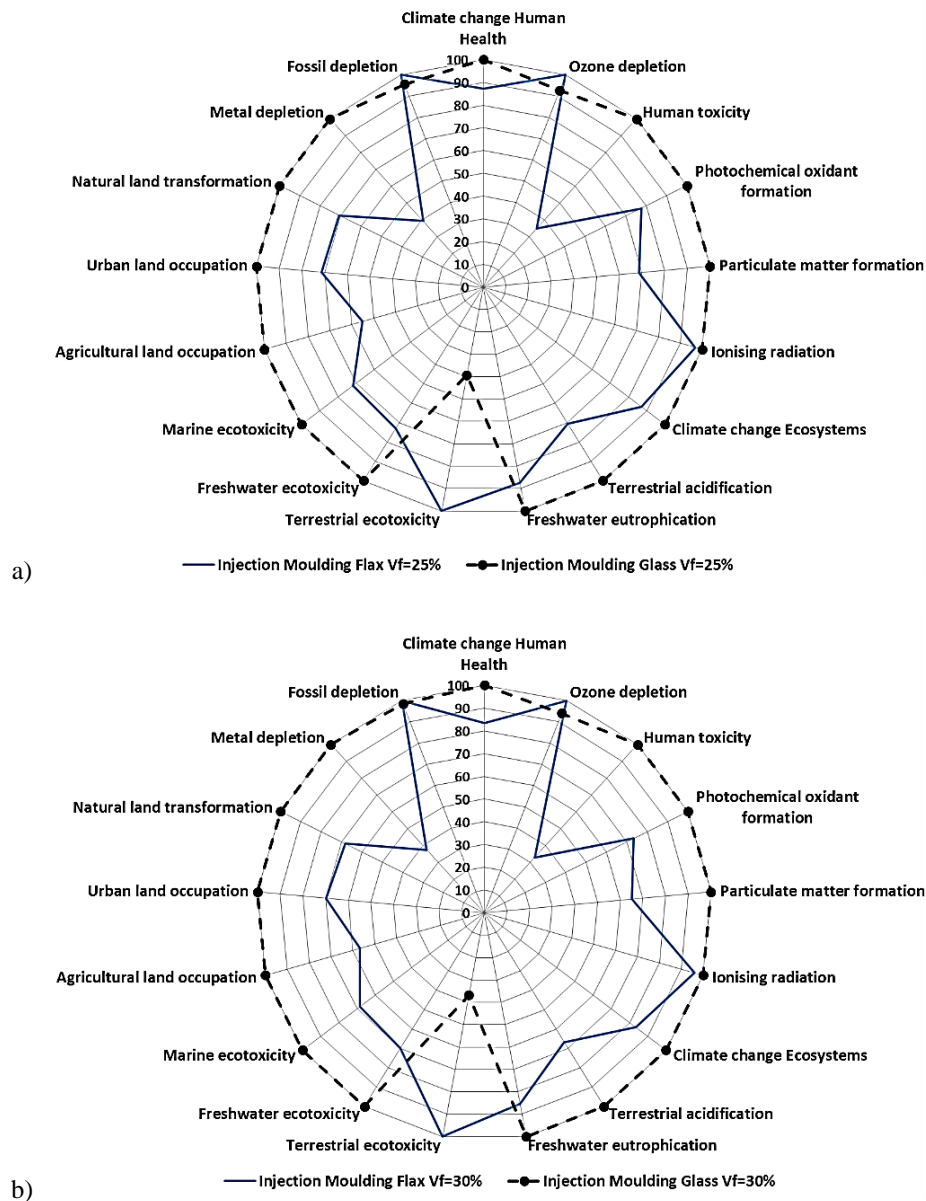 Climate change Human
Health
Fossil depletion
Ozone depletion
Metal depletion
Human toxicity
Natural land transformation
Photochemical oxidant
formation
Urban land occupation
Particulate matter formation
Agricultural land occupation
Ionising radiation
Marine ecotoxicity
Climate change Ecosystems
Freshwater ecotoxicity
Terrestrial acidification
Terrestrial ecotoxicity
Freshwater eutrophication
100
90
80
70
60
50
40
30
20
10
0
a)
Injection Moulding Flax Vf=25%
Injection Moulding Glass Vf=25%
Climate change Human
Health
Fossil depletion
Ozone depletion
Metal depletion
Human toxicity
Natural land transformation
Photochemical oxidant
formation
Urban land occupation
Particulate matter formation
Agricultural land occupation
Ionising radiation
Marine ecotoxicity
Climate change Ecosystems
Freshwater ecotoxicity
Terrestrial acidification
Terrestrial ecotoxicity
Freshwater eutrophication
100
90
80
70
60
50
40
30
20
10
0
b)
Injection Moulding Flax Vf=30%
Injection Moulding Glass Vf=30%